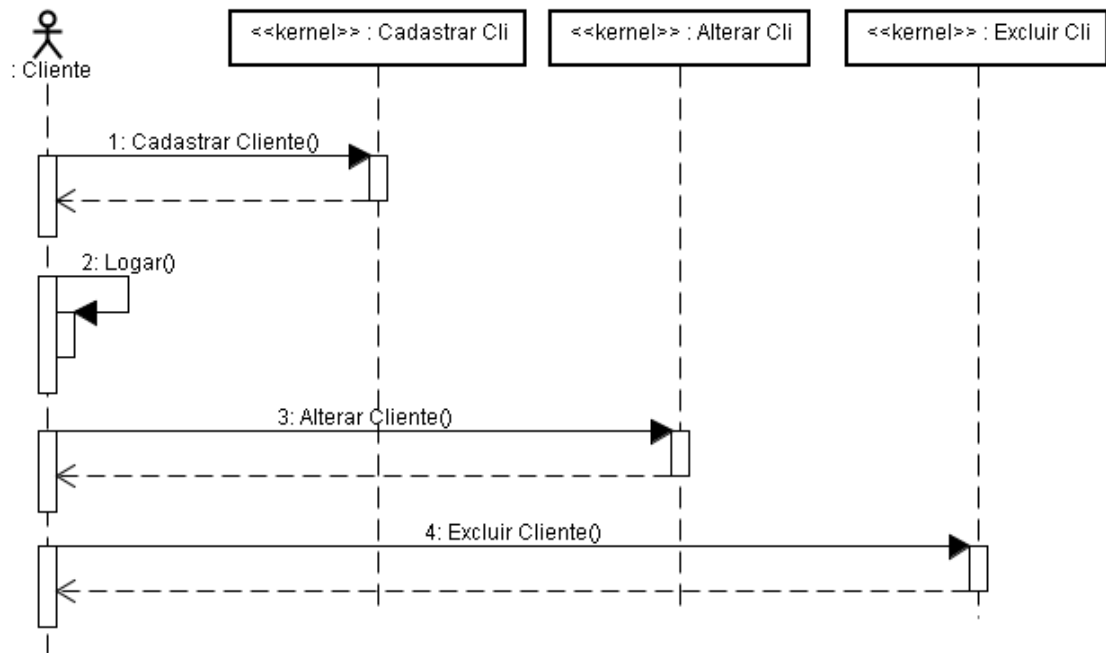 <<kernel>> : Cadastrar Cli
<<kernel>> : Alterar Cli
<<kernel>> : Excluir Cli
: Cliente
1: Cadastrar Cliente()
2: Logar()
3: Alterar Cliente()
4: Excluir Cliente()